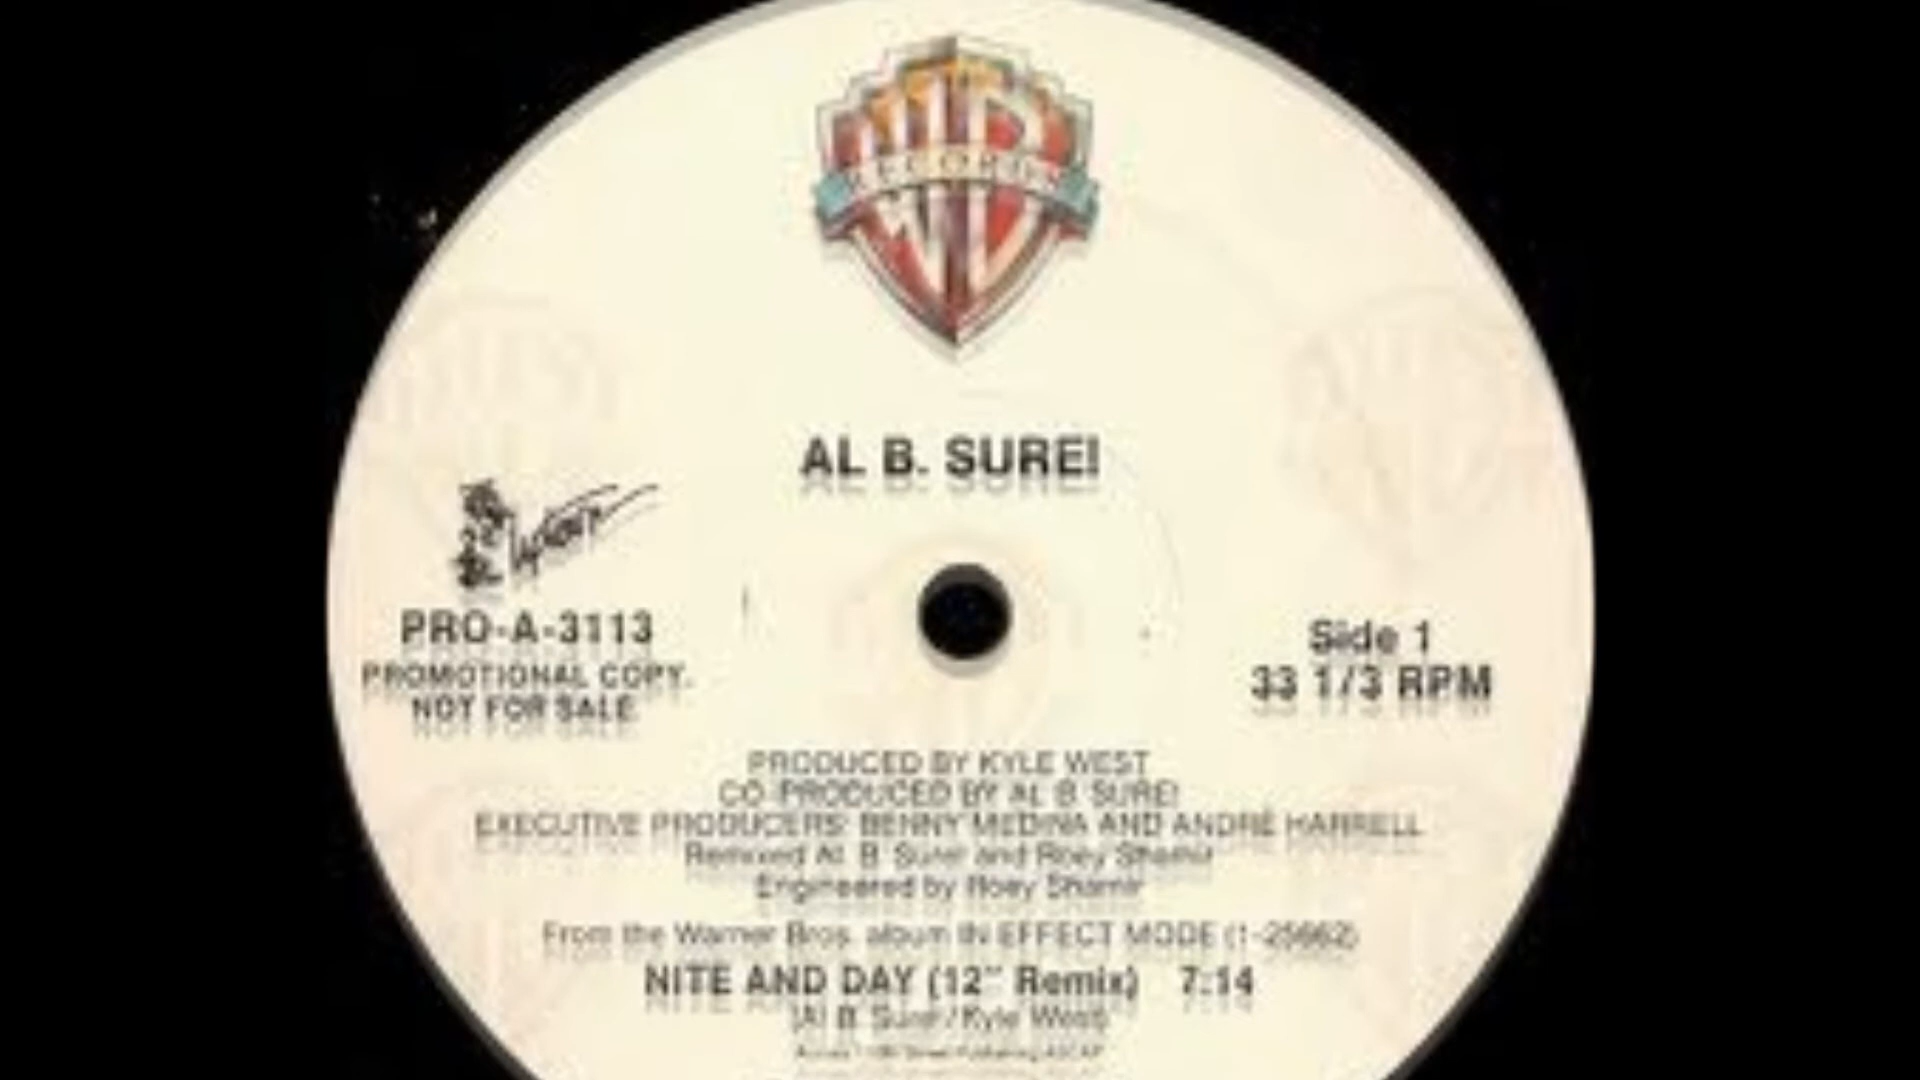 WB
RECORDS
AL B. SURE!
PRO-A-3113
PROMOTIONAL COPY.
NOT FOR SALE.
Side 1
33 1/3 RPM
PRODUCED BY KYLE WEST
CO-PRODUCED BY AL B. SURE!
EXECUTIVE PRODUCERS: BENNY MEDINA AND ANDRÉ HARRELL
Remixed Al B. Sure! and Roey Shamir
Engineered by Roey Shamir
From the Warner Bros. album IN EFFECT MODE (1-25662)
NITE AND DAY (12" Remix) 7:14
(Al B. Sure!/Kyle West)